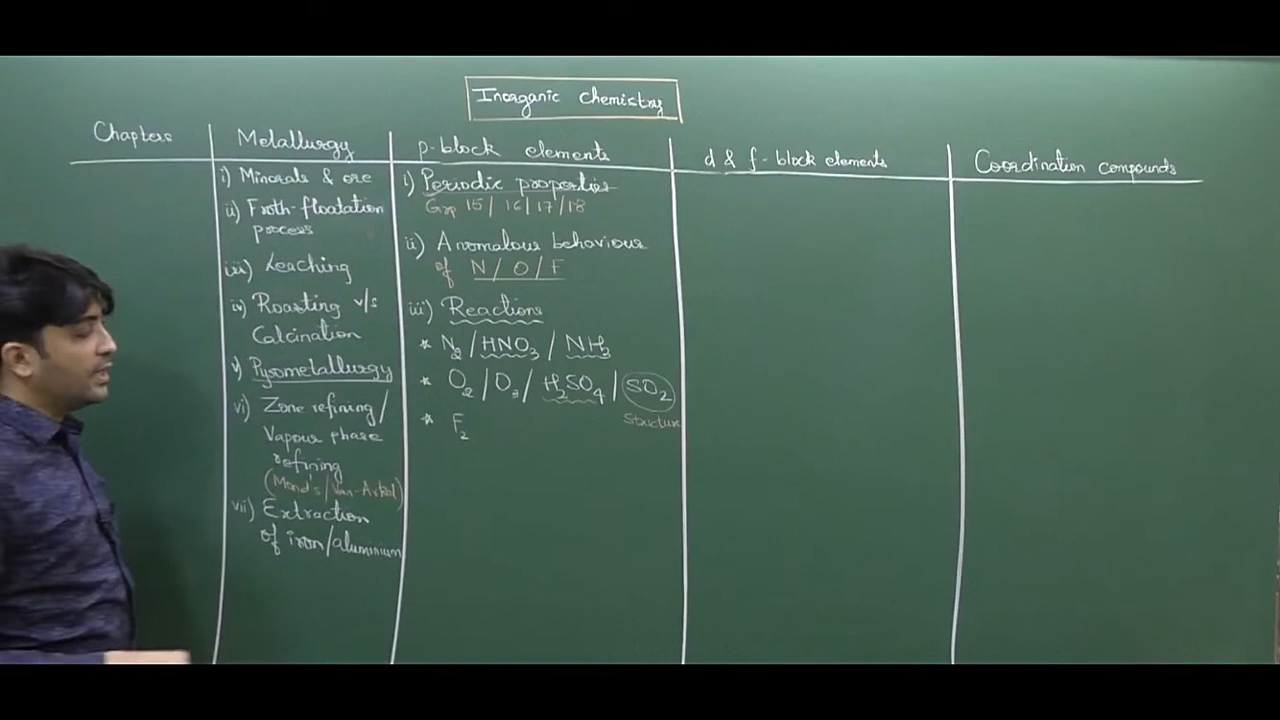 Inorganic chemistry
Chapters
Metallurgy
i) Minerals & ore
ii) Froth-floatation
process
iii) Leaching
iv) Roasting v/s
Calcination
v) Pyrometallurgy
vi) Zone refining/
Vapour phase
refining
(Mond's/Van-Arkel)
vii) Extraction
of iron/aluminium
p-block elements
i) Periodic properties
Grp 15/ 16/17/18
ii) Anomalous behaviour
of N/O/F
iii) Reactions
* N₂/HNO₃/NH₃
* O₂/O₃/H₂SO₄/SO₂
Structure
* F₂
d & f-block elements
Coordination compounds